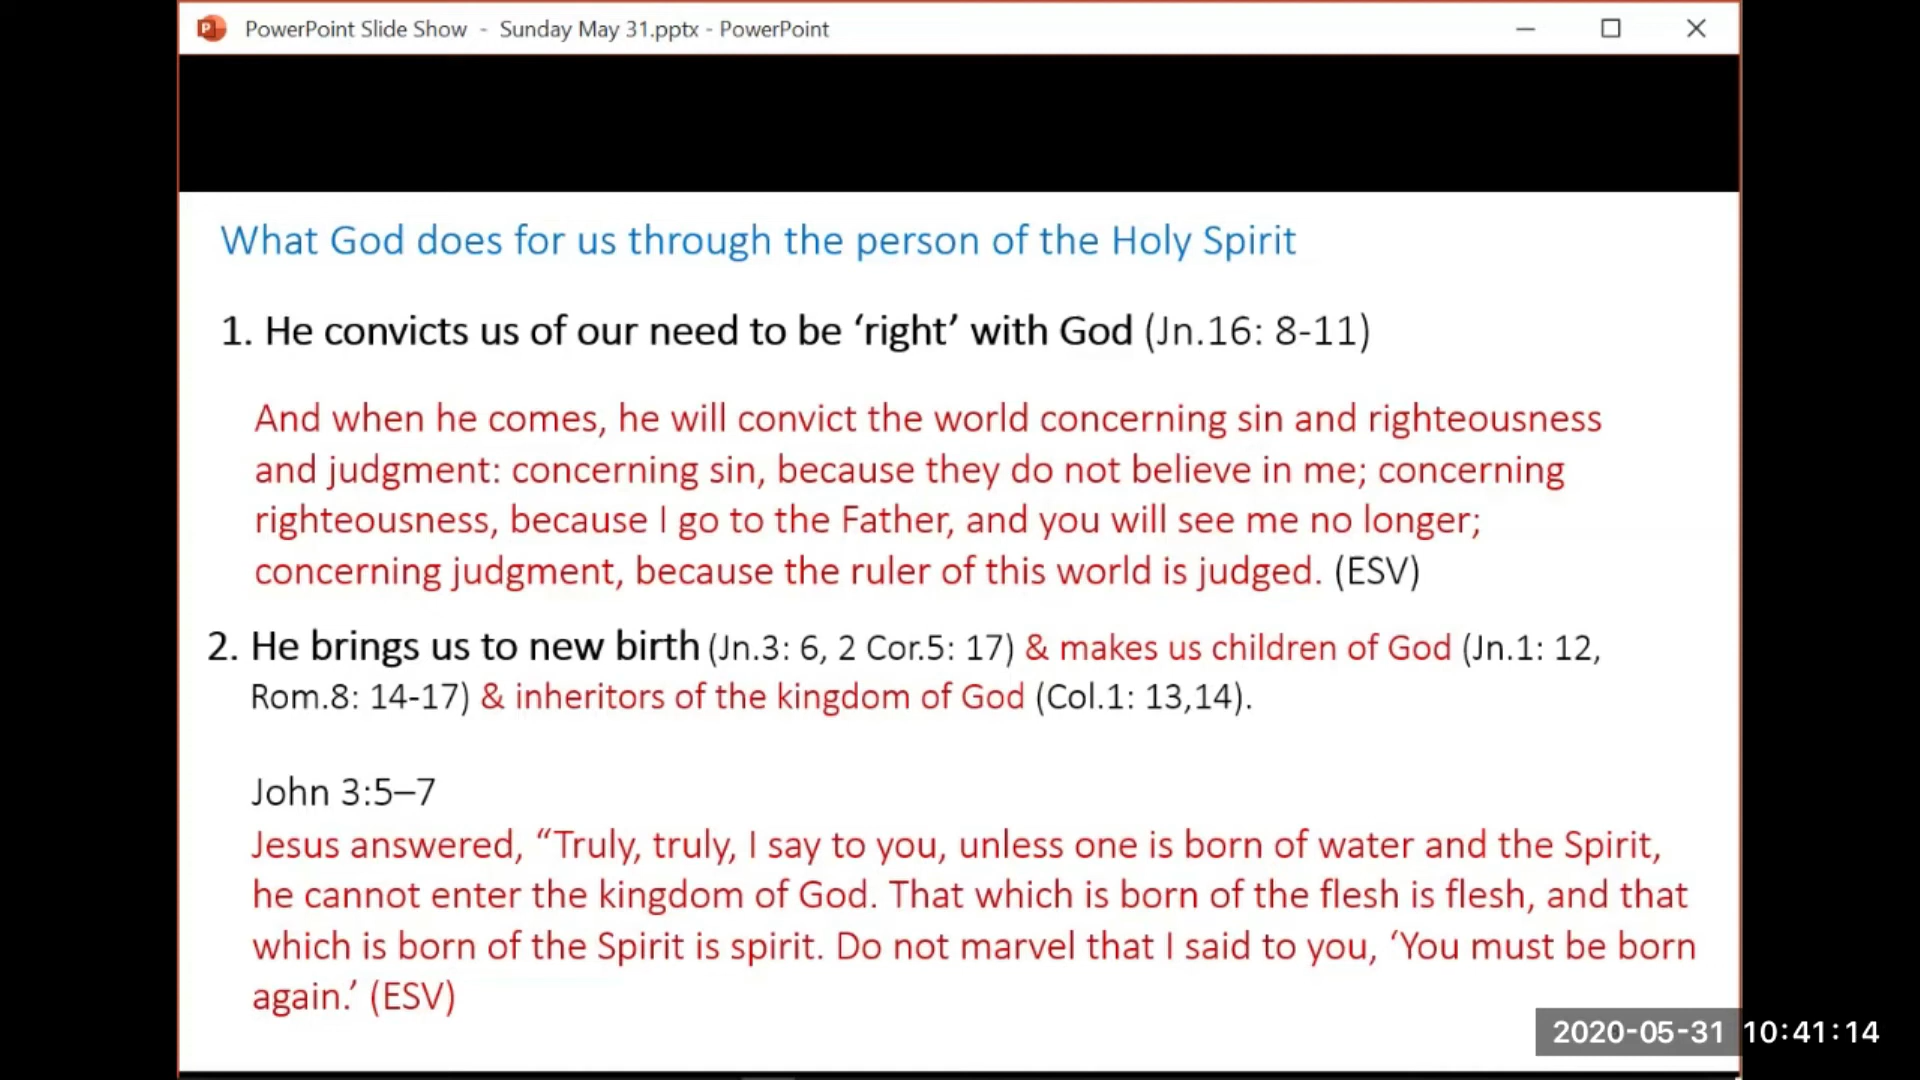 PowerPoint Slide Show - Sunday May 31.pptx - PowerPoint
What God does for us through the person of the Holy Spirit
1. He convicts us of our need to be ‘right’ with God (Jn.16: 8-11)
And when he comes, he will convict the world concerning sin and righteousness
and judgment: concerning sin, because they do not believe in me; concerning
righteousness, because I go to the Father, and you will see me no longer;
concerning judgment, because the ruler of this world is judged. (ESV)
2. He brings us to new birth (Jn.3: 6, 2 Cor.5: 17) & makes us children of God (Jn.1: 12,
Rom.8: 14-17) & inheritors of the kingdom of God (Col.1: 13,14).
John 3:5–7
Jesus answered, “Truly, truly, I say to you, unless one is born of water and the Spirit,
he cannot enter the kingdom of God. That which is born of the flesh is flesh, and that
which is born of the Spirit is spirit. Do not marvel that I said to you, ‘You must be born
again.’ (ESV)
2020-05-31 10:41:14